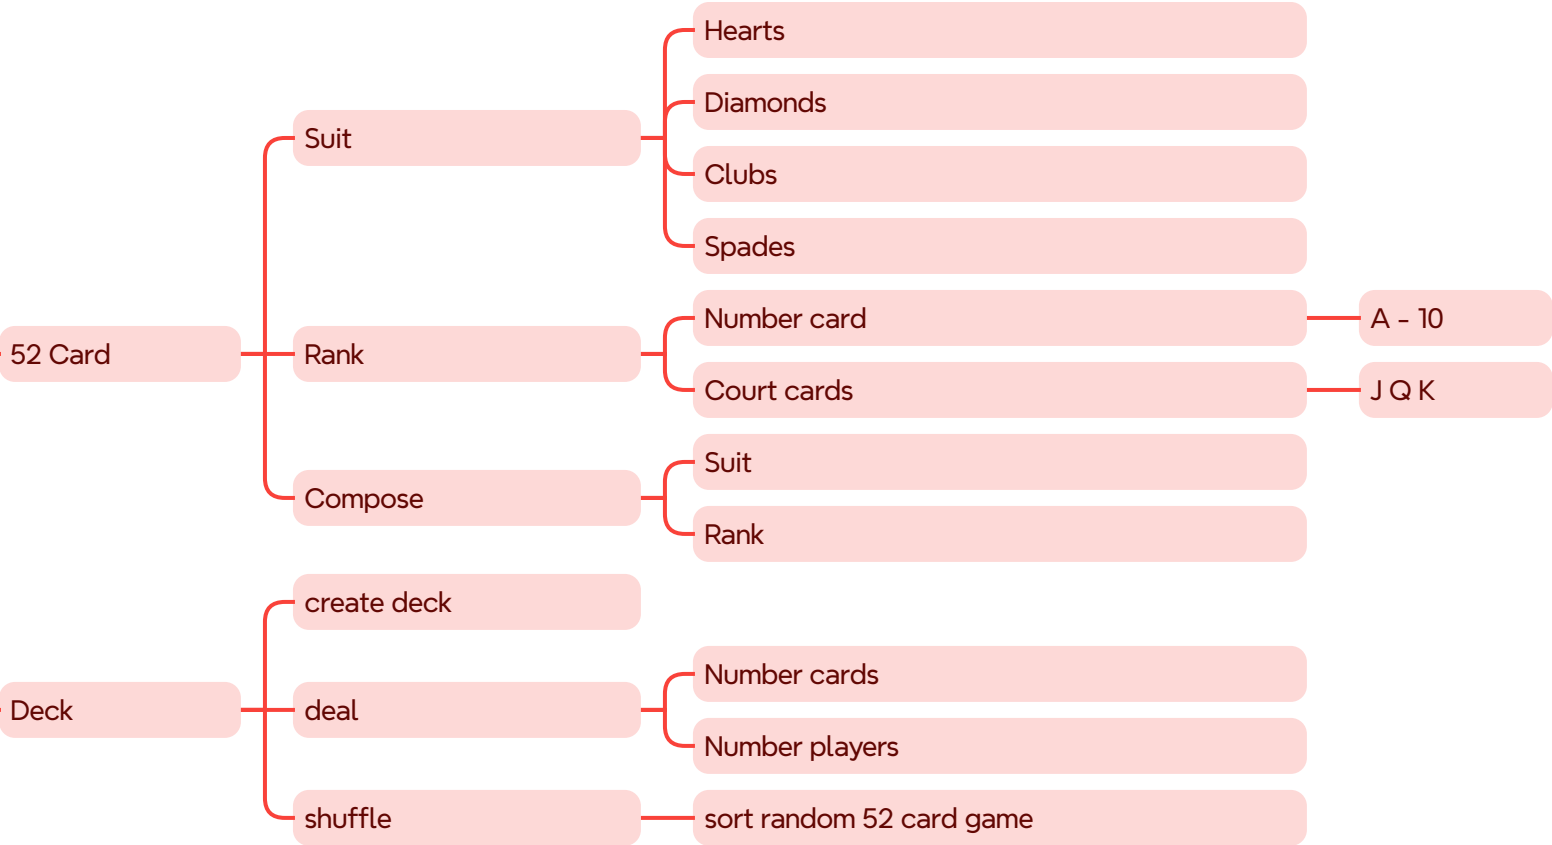 Hearts
Diamonds
Suit
Clubs
Spades
Number card
A - 10
52 Card
Rank
Court cards
J Q K
Suit
Compose
Rank
create deck
Number cards
Deck
deal
Number players
shuffle
sort random 52 card game